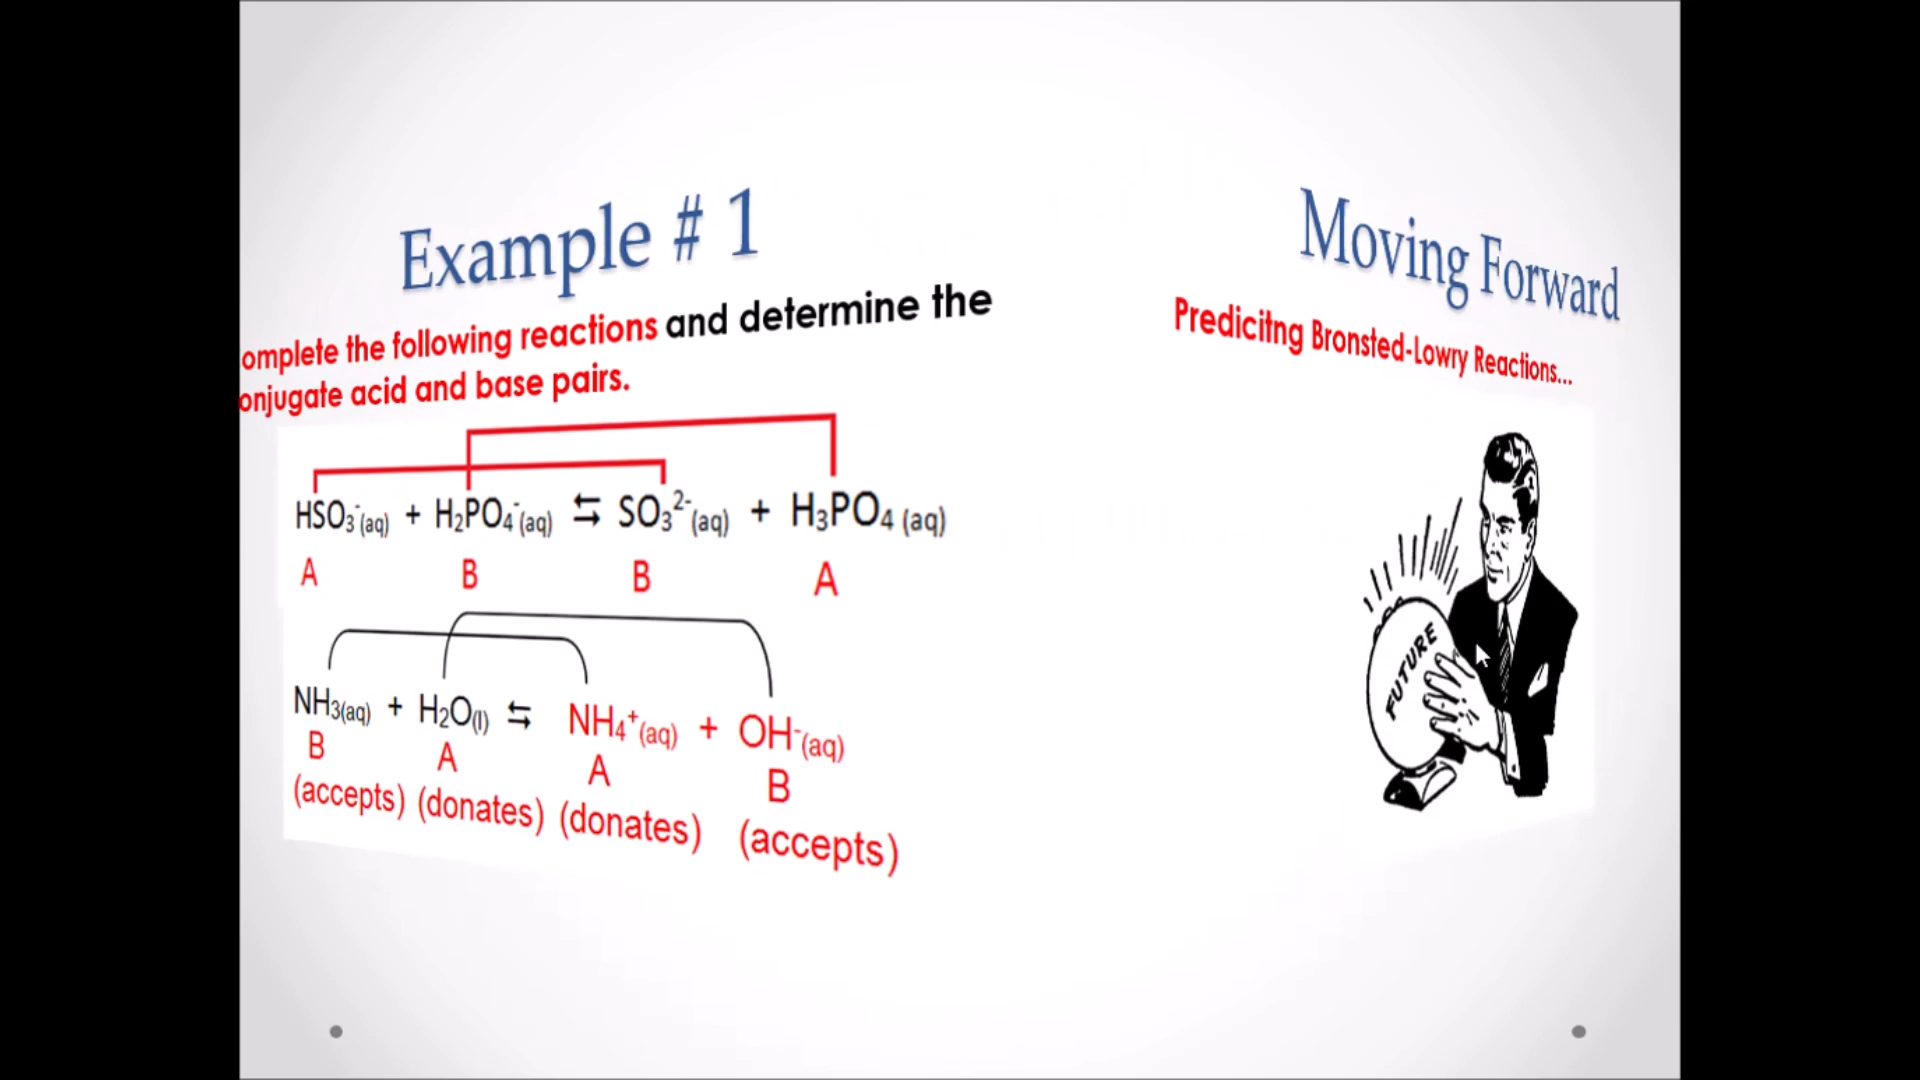 Example # 1
omplete the following reactions and determine the
onjugate acid and base pairs.
HSO₃⁻(aq) + H₂PO₄⁻(aq) ⇆ SO₃²⁻(aq) + H₃PO₄ (aq)
A B B A
NH₃(aq) + H₂O(l) ⇆ NH₄⁺(aq) + OH⁻(aq)
B A A B
(accepts) (donates) (donates) (accepts)
Moving Forward
Predicitng Bronsted-Lowry Reactions...
FUTURE